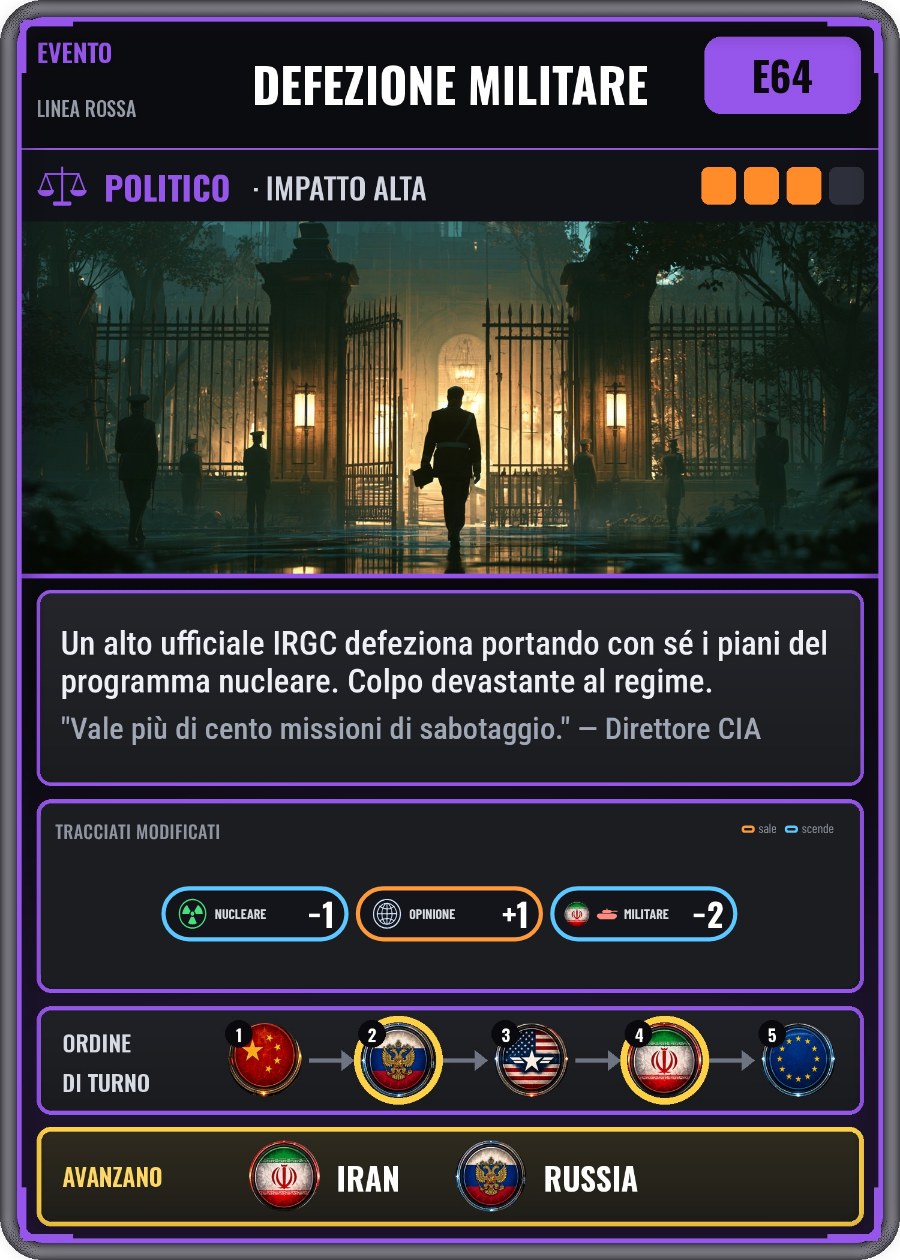 EVENTO
LINEA ROSSA
DEFEZIONE MILITARE
E64
POLITICO · IMPATTO ALTA
Un alto ufficiale IRGC defeziona portando con sé i piani del
programma nucleare. Colpo devastante al regime.
"Vale più di cento missioni di sabotaggio." — Direttore CIA
TRACCIATI MODIFICATI
sale scende
NUCLEARE -1
OPINIONE +1
MILITARE -2
ORDINE
DI TURNO
1 2 3 4 5
AVANZANO IRAN RUSSIA